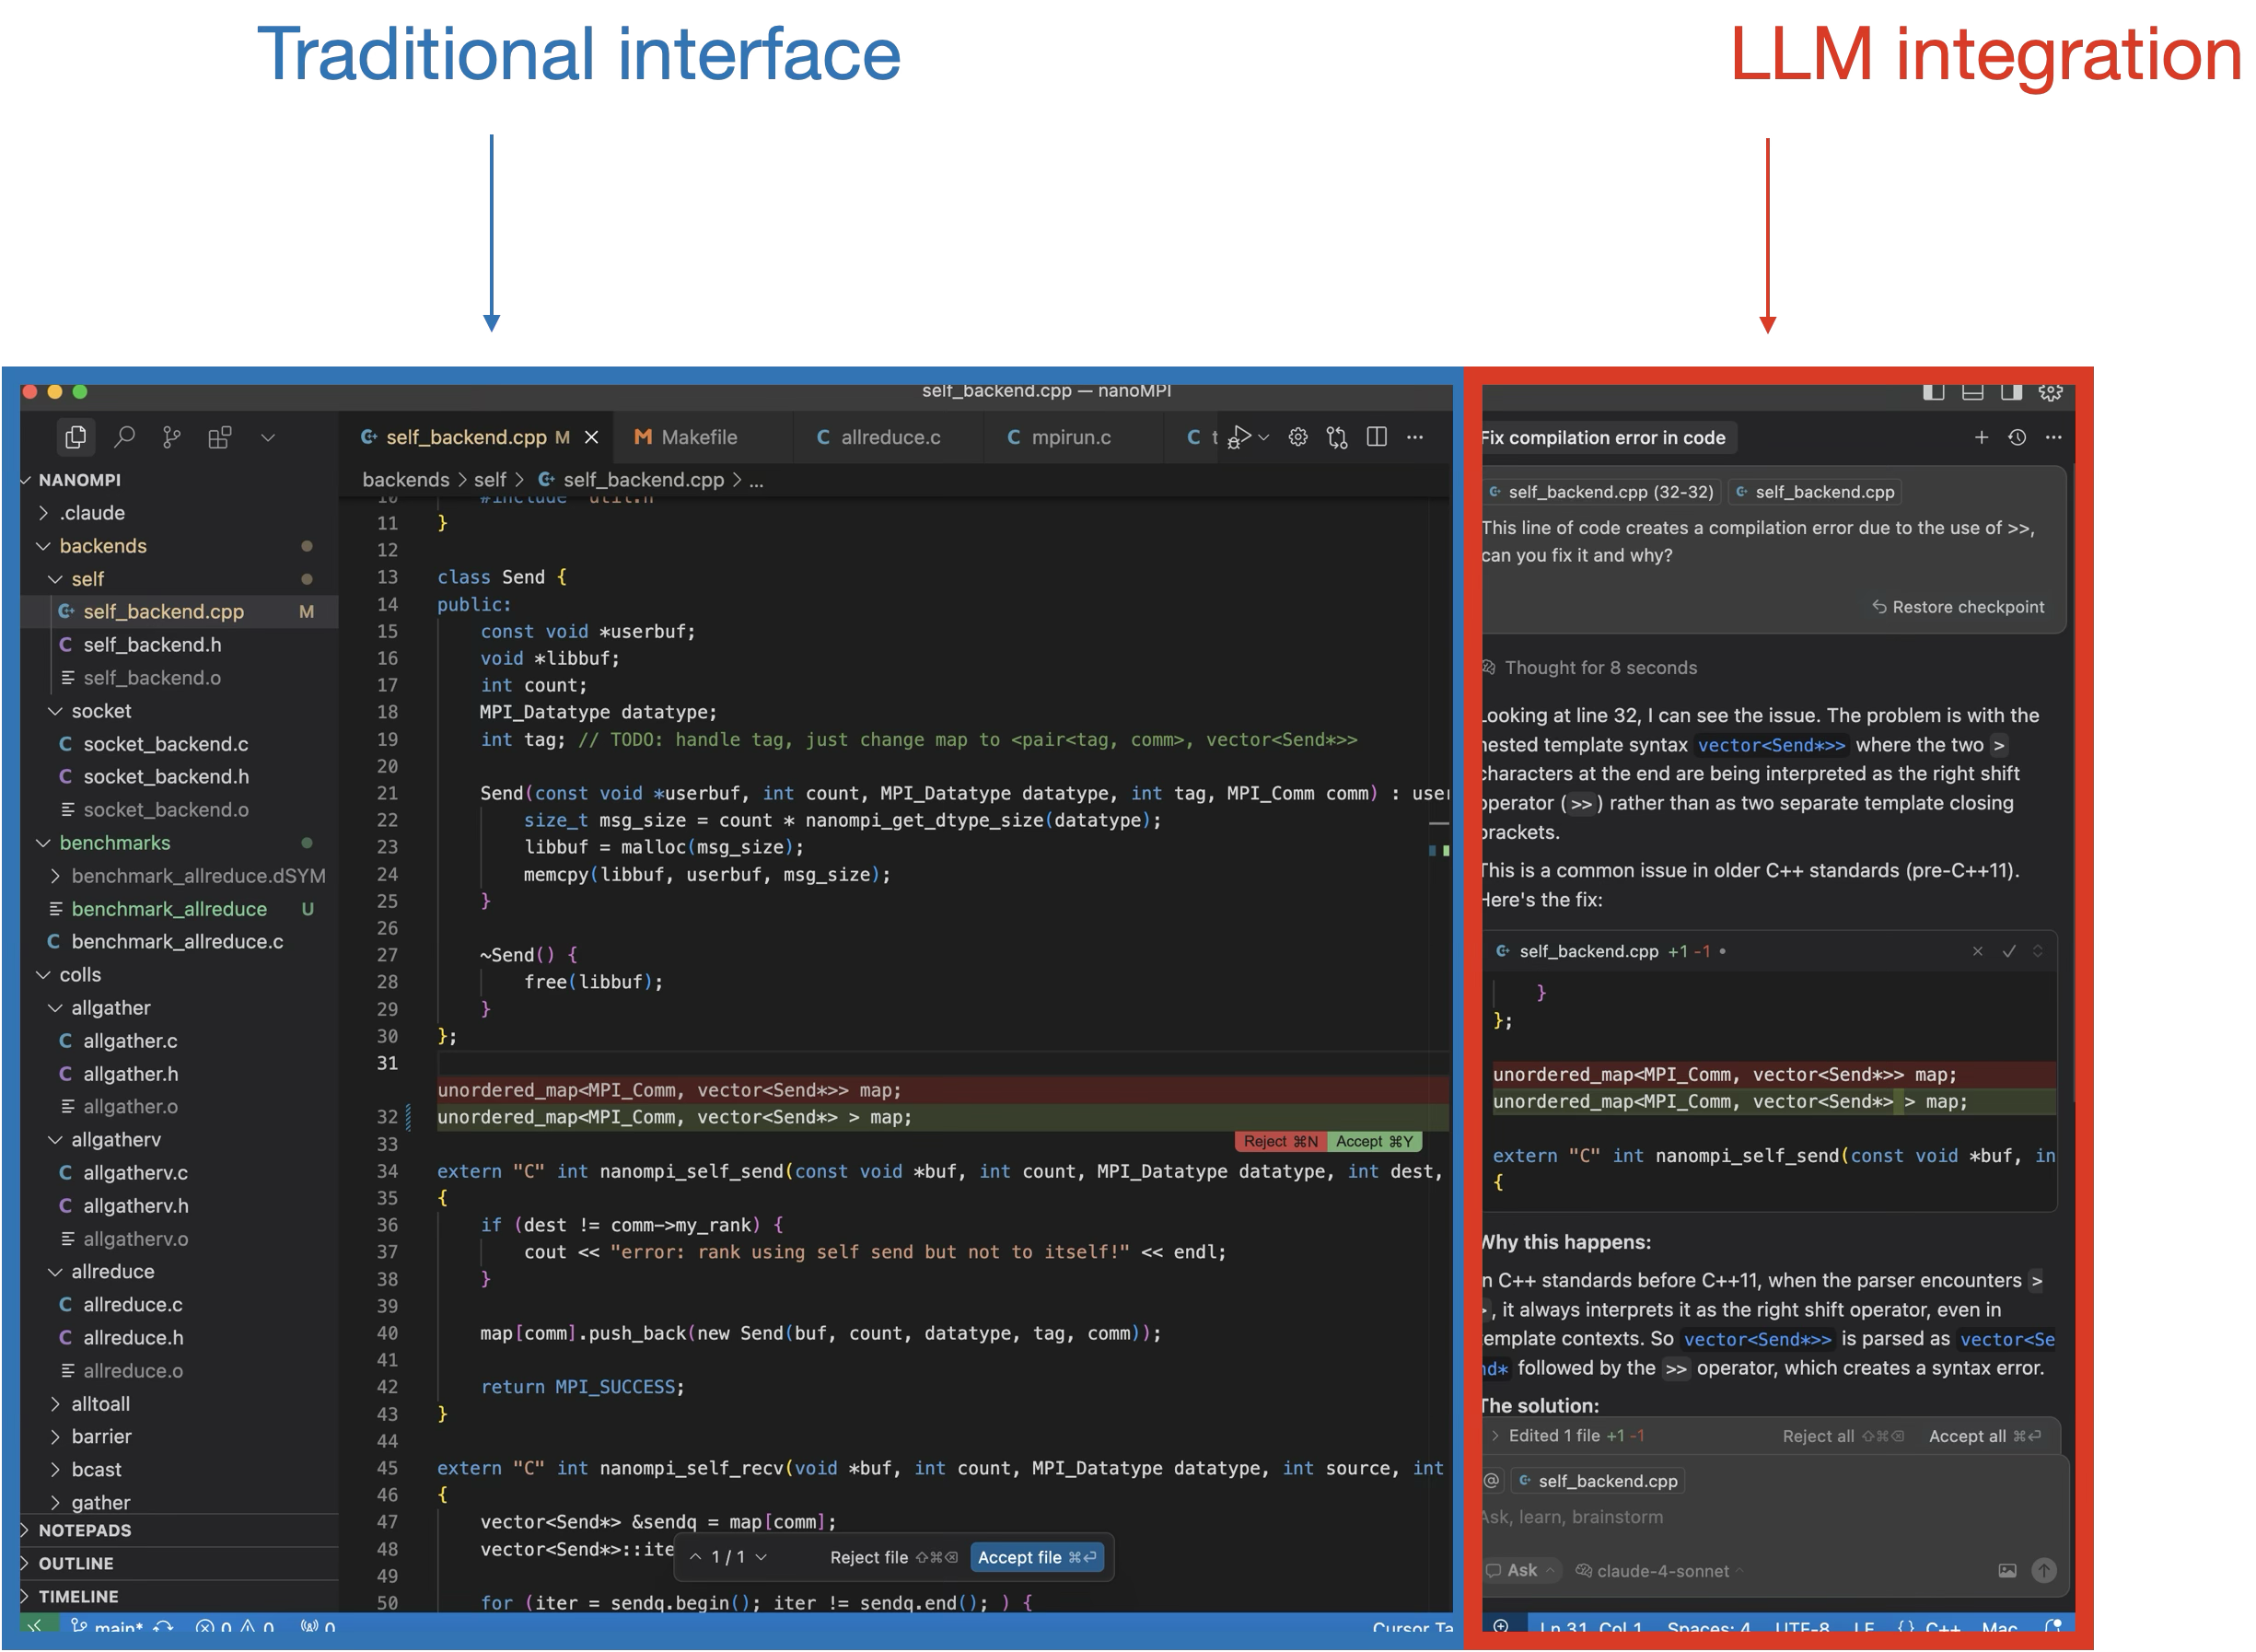 Traditional interface
LLM integration
self_backend.cpp — nanoMPI
self_backend.cpp M
Makefile
allreduce.c
mpirun.c
NANOMPI
.claude
backends
self
self_backend.cpp M
self_backend.h
self_backend.o
socket
socket_backend.c
socket_backend.h
socket_backend.o
benchmarks
benchmark_allreduce.dSYM
benchmark_allreduce U
benchmark_allreduce.c
colls
allgather
allgather.c
allgather.h
allgather.o
allgatherv
allgatherv.c
allgatherv.h
allgatherv.o
allreduce
allreduce.c
allreduce.h
allreduce.o
alltoall
barrier
bcast
gather
NOTEPADS
OUTLINE
TIMELINE
backends > self > self_backend.cpp > ...
10 #include "util.h"
11 }
12
13 class Send {
14 public:
15 const void *userbuf;
16 void *libbuf;
17 int count;
18 MPI_Datatype datatype;
19 int tag; // TODO: handle tag, just change map to <pair<tag, comm>, vector<Send*>>
20
21 Send(const void *userbuf, int count, MPI_Datatype datatype, int tag, MPI_Comm comm) : user
22 size_t msg_size = count * nanompi_get_dtype_size(datatype);
23 libbuf = malloc(msg_size);
24 memcpy(libbuf, userbuf, msg_size);
25 }
26
27 ~Send() {
28 free(libbuf);
29 }
30 };
31
unordered_map<MPI_Comm, vector<Send*>> map;
32 unordered_map<MPI_Comm, vector<Send*> > map;
Reject ⌘N Accept ⌘Y
33
34 extern "C" int nanompi_self_send(const void *buf, int count, MPI_Datatype datatype, int dest,
35 {
36 if (dest != comm->my_rank) {
37 cout << "error: rank using self send but not to itself!" << endl;
38 }
39
40 map[comm].push_back(new Send(buf, count, datatype, tag, comm));
41
42 return MPI_SUCCESS;
43 }
44
45 extern "C" int nanompi_self_recv(void *buf, int count, MPI_Datatype datatype, int source, int
46 {
47 vector<Send*> &sendq = map[comm];
48 vector<Send*>::ite
1 / 1 Reject file ⇧⌘⌫ Accept file ⌘⏎
49
50 for (iter = sendq.begin(); iter != sendq.end(); ) {
main* 0 0 0
Cursor Ta
Fix compilation error in code
self_backend.cpp (32-32) self_backend.cpp
This line of code creates a compilation error due to the use of >>,
can you fix it and why?
Restore checkpoint
Thought for 8 seconds
Looking at line 32, I can see the issue. The problem is with the
nested template syntax vector<Send*>> where the two >
characters at the end are being interpreted as the right shift
operator ( >> ) rather than as two separate template closing
brackets.
This is a common issue in older C++ standards (pre-C++11).
Here's the fix:
self_backend.cpp +1 -1 •
}
};
unordered_map<MPI_Comm, vector<Send*>> map;
unordered_map<MPI_Comm, vector<Send*> > map;
extern "C" int nanompi_self_send(const void *buf, in
{
Why this happens:
In C++ standards before C++11, when the parser encounters >
>, it always interprets it as the right shift operator, even in
template contexts. So vector<Send*>> is parsed as vector<Se
nd* followed by the >> operator, which creates a syntax error.
The solution:
Edited 1 file +1 -1 Reject all ⇧⌘⌫ Accept all ⌘⏎
@ self_backend.cpp
Ask, learn, brainstorm
Ask claude-4-sonnet
Ln 31, Col 1 Spaces: 4 UTF-8 LF {} C++ Mac